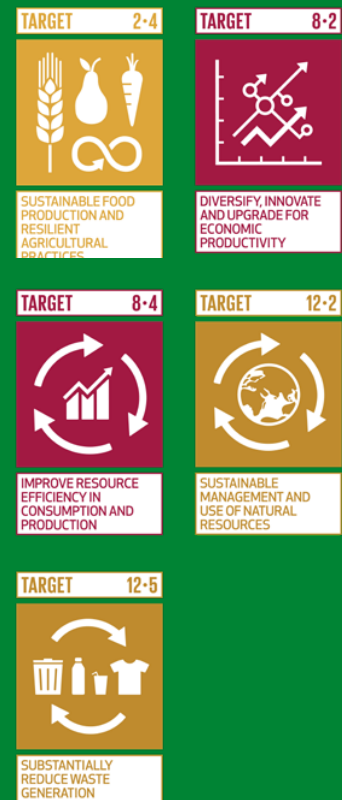 TARGET 2·4
SUSTAINABLE FOOD
PRODUCTION AND
RESILIENT
AGRICULTURAL
PRACTICES
TARGET 8·2
DIVERSIFY, INNOVATE
AND UPGRADE FOR
ECONOMIC
PRODUCTIVITY
TARGET 8·4
IMPROVE RESOURCE
EFFICIENCY IN
CONSUMPTION AND
PRODUCTION
TARGET 12·2
SUSTAINABLE
MANAGEMENT AND
USE OF NATURAL
RESOURCES
TARGET 12·5
SUBSTANTIALLY
REDUCE WASTE
GENERATION